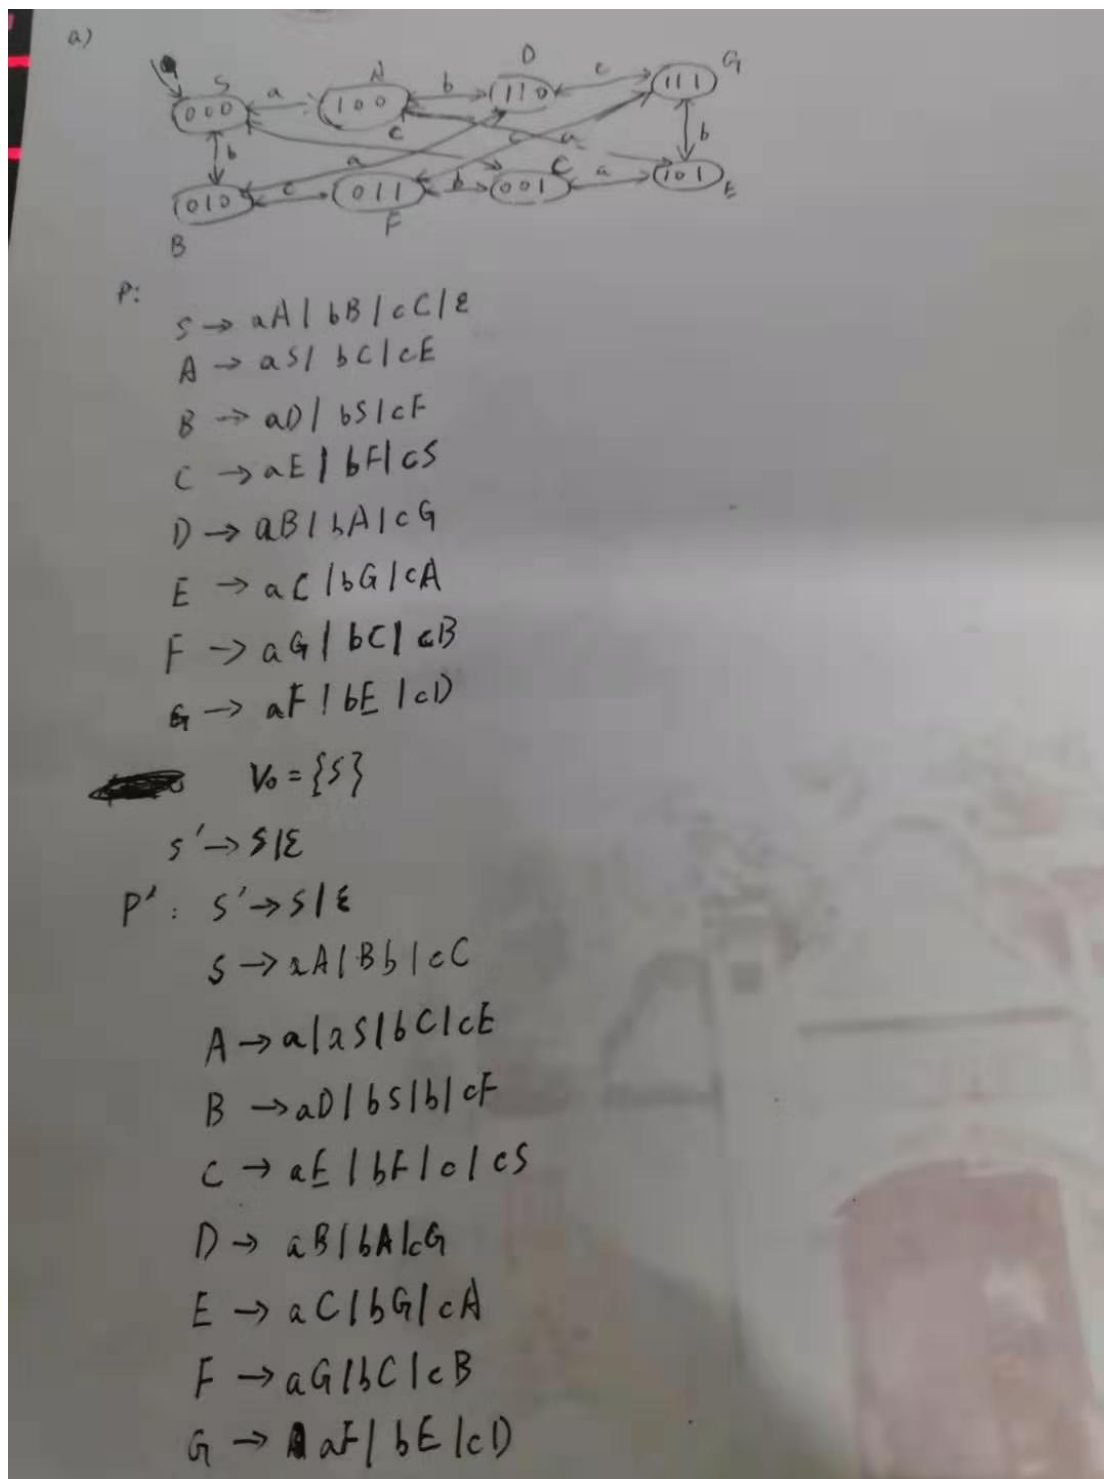 a)
S A D G
000 a 100 b 110 c 111
b c a c a b
010 c 011 b 001 a 101
B F C E
P:
S → aA | bB | cC | ε
A → aS | bC | cE
B → aD | bS | cF
C → aE | bF | cS
D → aB | bA | cG
E → aC | bG | cA
F → aG | bC | cB
G → aF | bE | cD
V₀ = {S}
S' → S|ε
P': S' → S | ε
S → aA | Bb | cC
A → a | aS | bC | cE
B → aD | bS | b | cF
C → aE | bF | c | cS
D → aB | bA | cG
E → aC | bG | cA
F → aG | bC | cB
G → aF | bE | cD